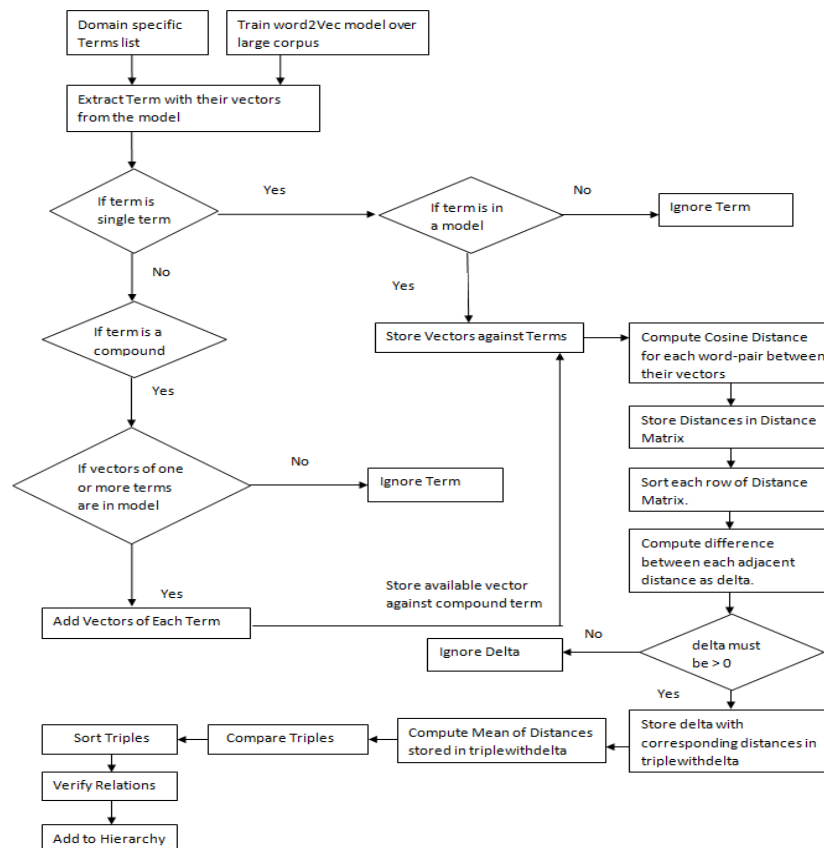 Domain specific
Terms list
Train word2Vec model over
large corpus
Extract Term with their vectors
from the model
If term is
single term
Yes
If term is in
a model
No
Ignore Term
No
Yes
If term is a
compound
Store Vectors against Terms
Compute Cosine Distance
for each word-pair between
their vectors
Yes
Store Distances in Distance
Matrix
If vectors of one
or more terms
are in model
No
Ignore Term
Sort each row of Distance
Matrix.
Compute difference
between each adjacent
distance as delta.
Yes
Store available vector
against compound term
Add Vectors of Each Term
delta must
be > 0
No
Ignore Delta
Yes
Store delta with
corresponding distances in
triplewithdelta
Compute Mean of Distances
stored in triplewithdelta
Compare Triples
Sort Triples
Verify Relations
Add to Hierarchy